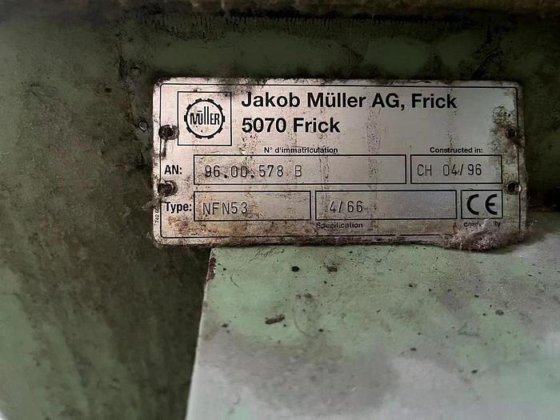 MÜllER
Jakob Müller AG, Frick
5070 Frick
N° d'immatriculation
Constructed in:
AN: 96.00.578 B CH 04/96
Type: NFN53 4/66 CE
Specification